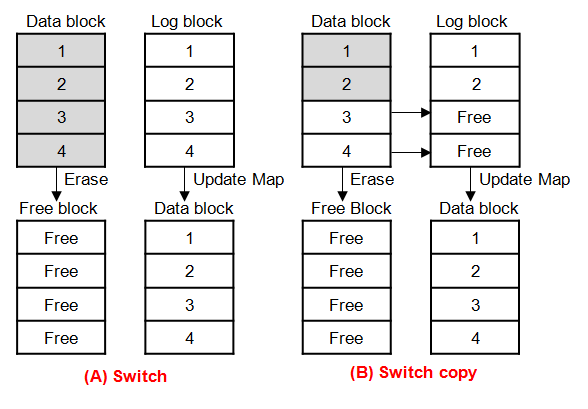 Data block
Log block
1
1
2
2
3
3
4
4
Erase
Update Map
Free block
Data block
Free
1
Free
2
Free
3
Free
4
(A) Switch
Data block
Log block
1
1
2
2
3
Free
4
Free
Erase
Update Map
Free Block
Data block
Free
1
Free
2
Free
3
Free
4
(B) Switch copy